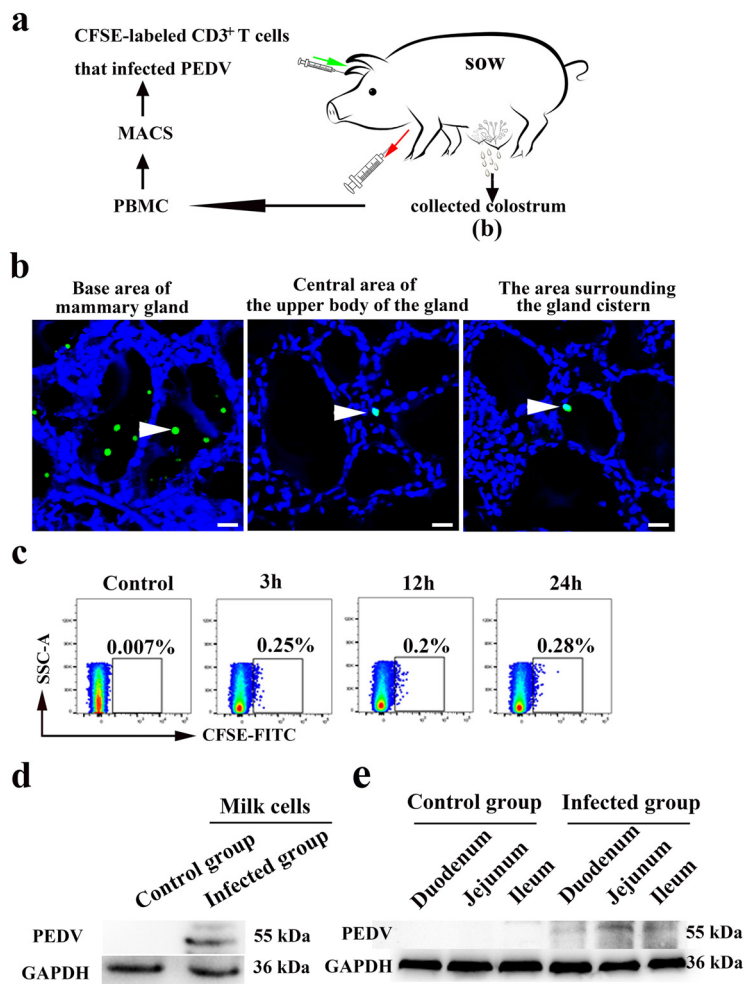 a
CFSE-labeled CD3+ T cells
that infected PEDV
MACS
PBMC
sow
collected colostrum
(b)
b
Base area of
mammary gland
Central area of
the upper body of the gland
The area surrounding
the gland cistern
c
Control
3h
12h
24h
SSC-A
0.007%
0.25%
0.2%
0.28%
CFSE-FITC
d
Milk cells
Control group
Infected group
PEDV
55 kDa
GAPDH
36 kDa
e
Control group
Infected group
Duodenum
Jejunum
Ileum
Duodenum
Jejunum
Ileum
PEDV
55 kDa
GAPDH
36 kDa